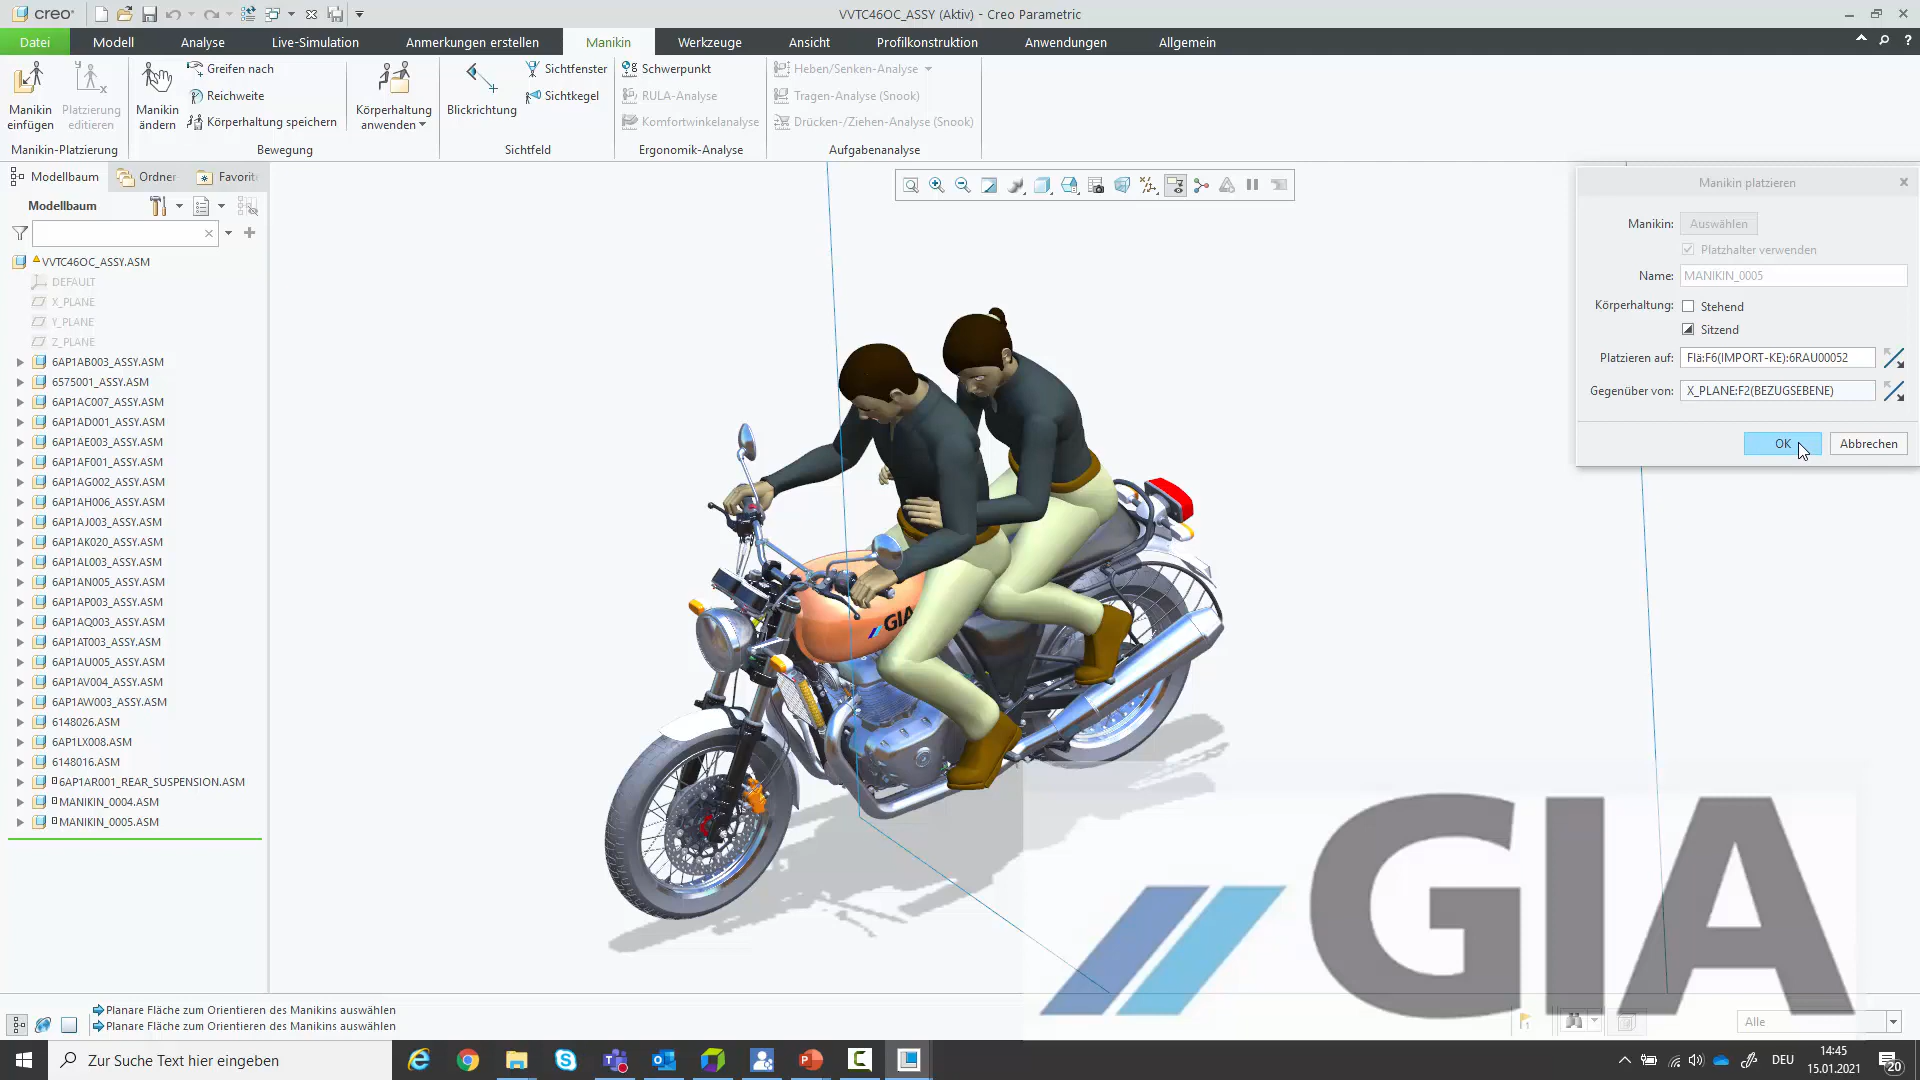 creo
VVTC46OC_ASSY (Aktiv) - Creo Parametric
Datei
Modell
Analyse
Live-Simulation
Anmerkungen erstellen
Manikin
Werkzeuge
Ansicht
Profilkonstruktion
Anwendungen
Allgemein
Manikin einfügen
Platzierung editieren
Manikin-Platzierung
Manikin ändern
Greifen nach
Reichweite
Körperhaltung speichern
Körperhaltung anwenden
Bewegung
Blickrichtung
Sichtfenster
Sichtkegel
Sichtfeld
Schwerpunkt
RULA-Analyse
Komfortwinkelanalyse
Ergonomik-Analyse
Heben/Senken-Analyse
Tragen-Analyse (Snook)
Drücken-/Ziehen-Analyse (Snook)
Aufgabenanalyse
Modellbaum
Ordner
Favorit
Modellbaum
VVTC46OC_ASSY.ASM
DEFAULT
X_PLANE
Y_PLANE
Z_PLANE
6AP1AB003_ASSY.ASM
6575001_ASSY.ASM
6AP1AC007_ASSY.ASM
6AP1AD001_ASSY.ASM
6AP1AE003_ASSY.ASM
6AP1AF001_ASSY.ASM
6AP1AG002_ASSY.ASM
6AP1AH006_ASSY.ASM
6AP1AJ003_ASSY.ASM
6AP1AK020_ASSY.ASM
6AP1AL003_ASSY.ASM
6AP1AN005_ASSY.ASM
6AP1AP003_ASSY.ASM
6AP1AQ003_ASSY.ASM
6AP1AT003_ASSY.ASM
6AP1AU005_ASSY.ASM
6AP1AV004_ASSY.ASM
6AP1AW003_ASSY.ASM
6148026.ASM
6AP1LX008.ASM
6148016.ASM
6AP1AR001_REAR_SUSPENSION.ASM
MANIKIN_0004.ASM
MANIKIN_0005.ASM
Manikin platzieren
Manikin: Auswählen
Platzhalter verwenden
Name: MANIKIN_0005
Körperhaltung: Stehend
Sitzend
Platzieren auf: Flä:F6(IMPORT-KE):6RAU00052
Gegenüber von: X_PLANE:F2(BEZUGSEBENE)
OK
Abbrechen
GIA
GIA
Planare Fläche zum Orientieren des Manikins auswählen
Planare Fläche zum Orientieren des Manikins auswählen
1
Alle
Zur Suche Text hier eingeben
DEU
14:45
15.01.2021
20